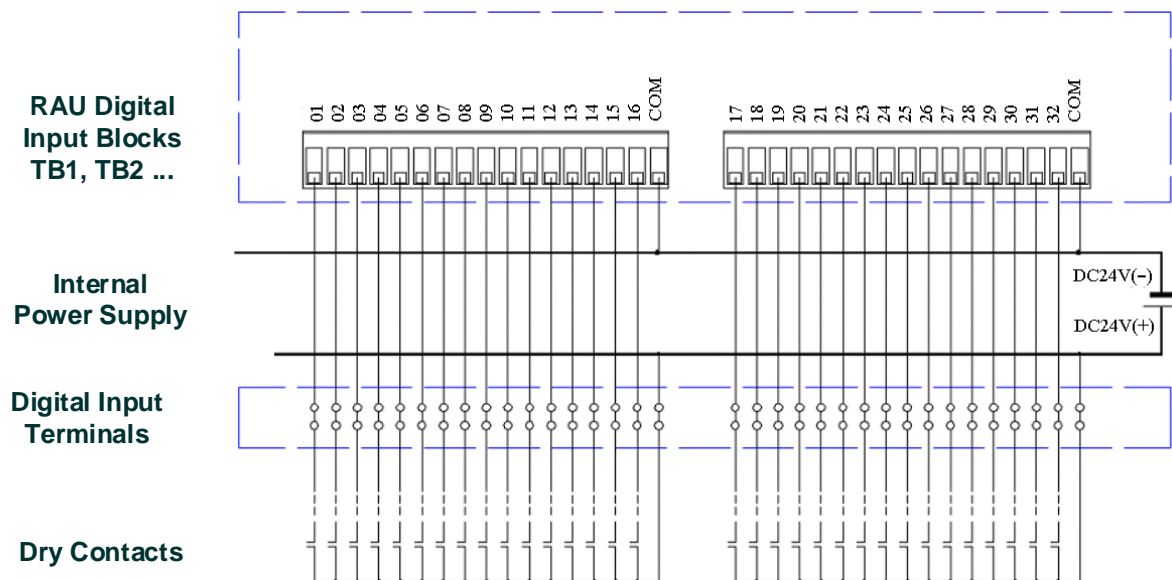 RAU Digital
Input Blocks
TB1, TB2 ...
01 02 03 04 05 06 07 08 09 10 11 12 13 14 15 16 COM
17 18 19 20 21 22 23 24 25 26 27 28 29 30 31 32 COM
Internal
Power Supply
DC24V(−)
DC24V(+)
Digital Input
Terminals
Dry Contacts